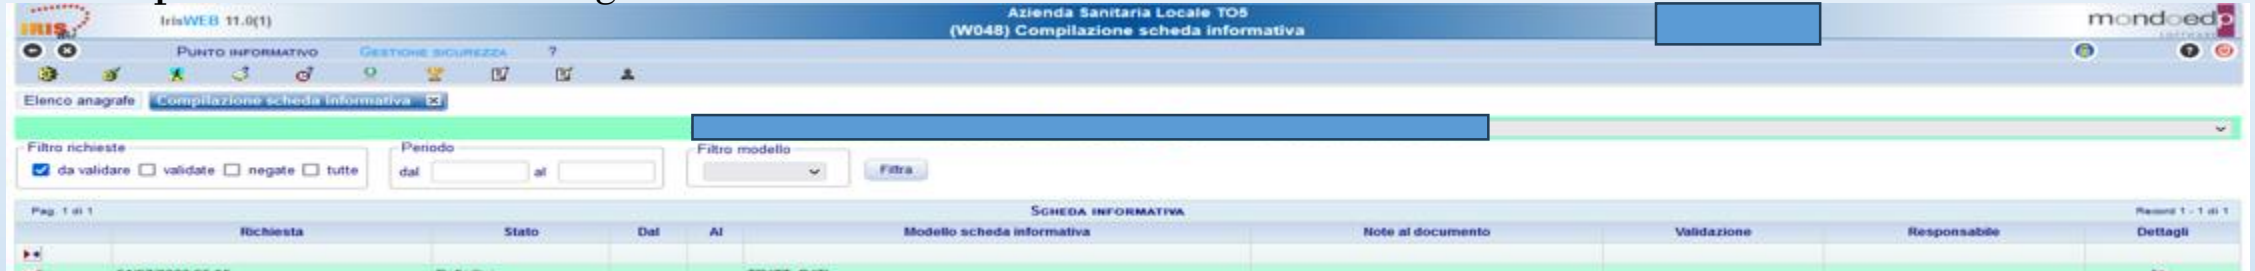 IRIS
IrisWEB 11.0(1)
Azienda Sanitaria Locale TO5
(W048) Compilazione scheda informativa
mondoedp
PUNTO INFORMATIVO GESTIONE SICUREZZA ?
Elenco anagrafe Compilazione scheda informativa
Filtro richieste Periodo Filtro modello
da validare validate negate tutte dal al Filtra
Pag. 1 di 1 SCHEDA INFORMATIVA Record 1 - 1 di 1
Richiesta Stato Dal Al Modello scheda informativa Note al documento Validazione Responsabile Dettagli